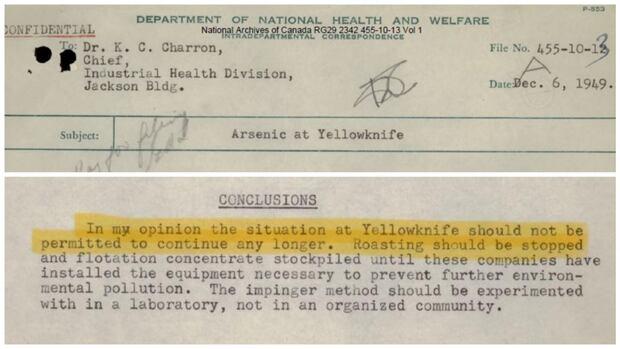 P-553
DEPARTMENT OF NATIONAL HEALTH AND WELFARE
National Archives of Canada RG29 2342 455-10-13 Vol 1
CONFIDENTIAL
INTRADEPARTMENTAL CORRESPONDENCE
To: Dr. K. C. Charron, File No. 455-10-13
Chief,
Industrial Health Division, Date: Dec. 6, 1949.
Jackson Bldg.
Subject: Arsenic at Yellowknife
CONCLUSIONS
In my opinion the situation at Yellowknife should not be
permitted to continue any longer. Roasting should be stopped
and flotation concentrate stockpiled until these companies have
installed the equipment necessary to prevent further environ-
mental pollution. The impinger method should be experimented
with in a laboratory, not in an organized community.